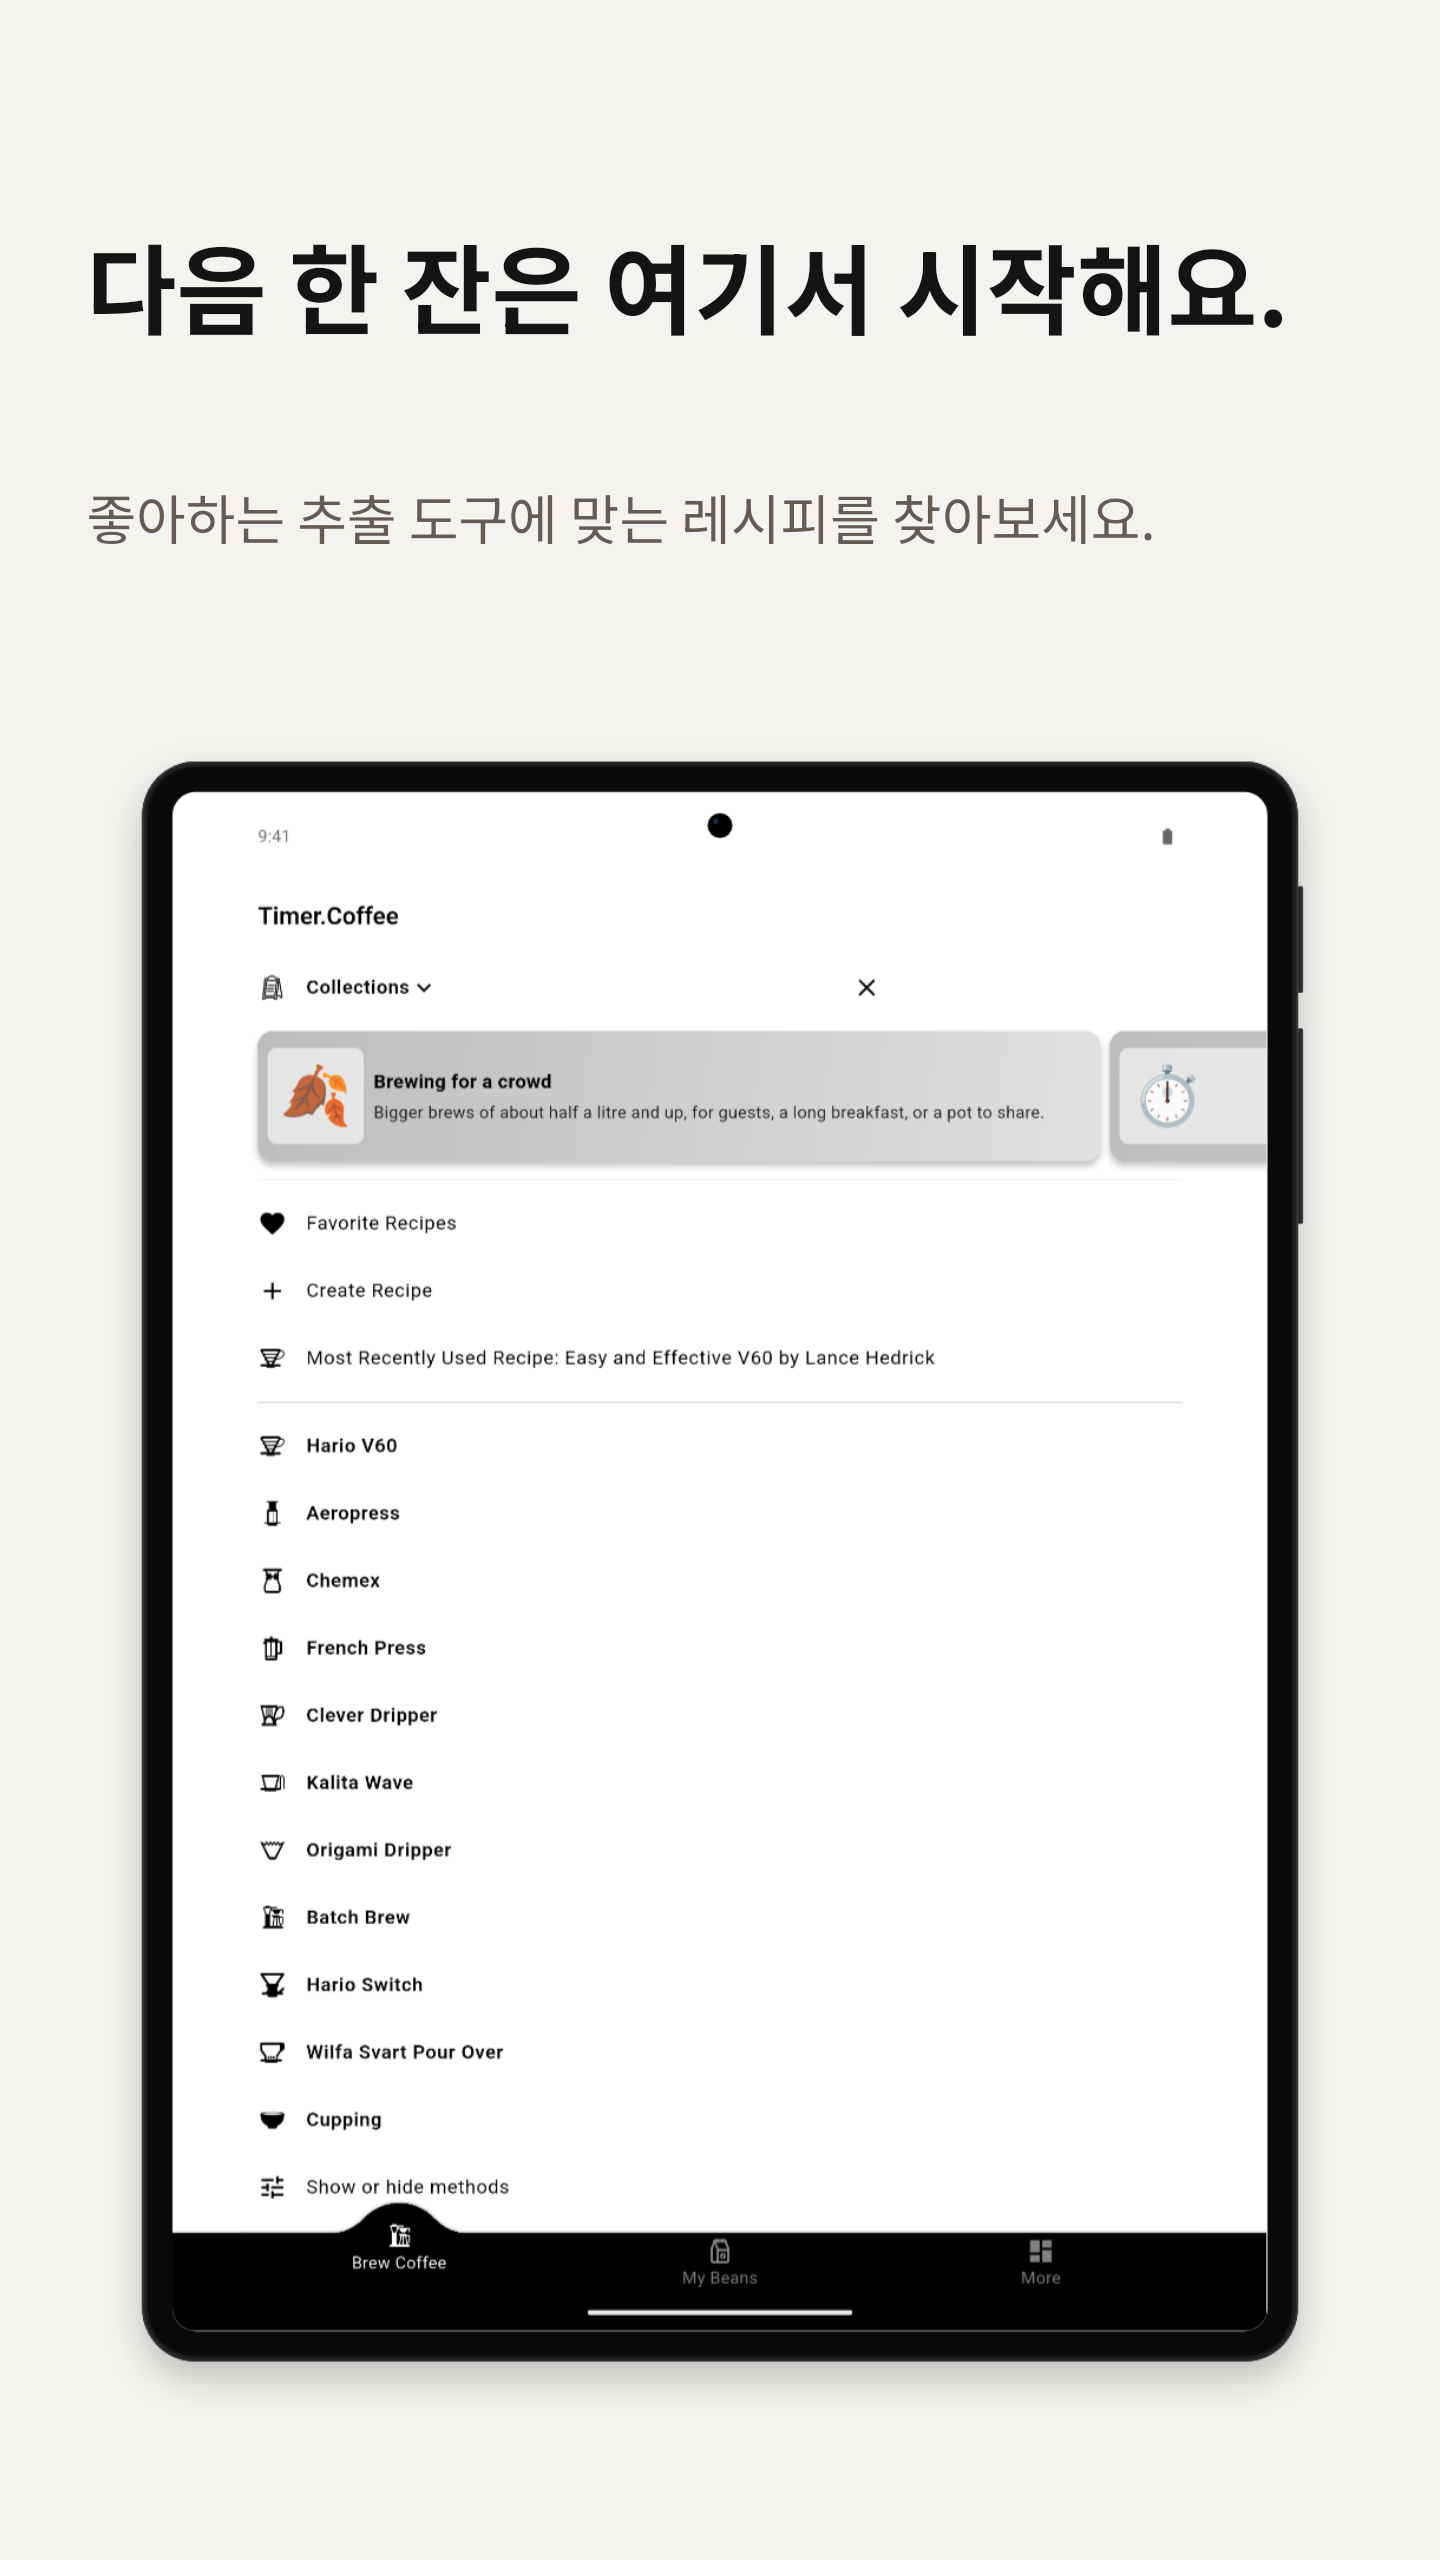 다음 한 잔은 여기서 시작해요.
좋아하는 추출 도구에 맞는 레시피를 찾아보세요.
9:41
Timer.Coffee
Collections
Brewing for a crowd
Bigger brews of about half a litre and up, for guests, a long breakfast, or a pot to share.
Favorite Recipes
Create Recipe
Most Recently Used Recipe: Easy and Effective V60 by Lance Hedrick
Hario V60
Aeropress
Chemex
French Press
Clever Dripper
Kalita Wave
Origami Dripper
Batch Brew
Hario Switch
Wilfa Svart Pour Over
Cupping
Show or hide methods
Brew Coffee
My Beans
More